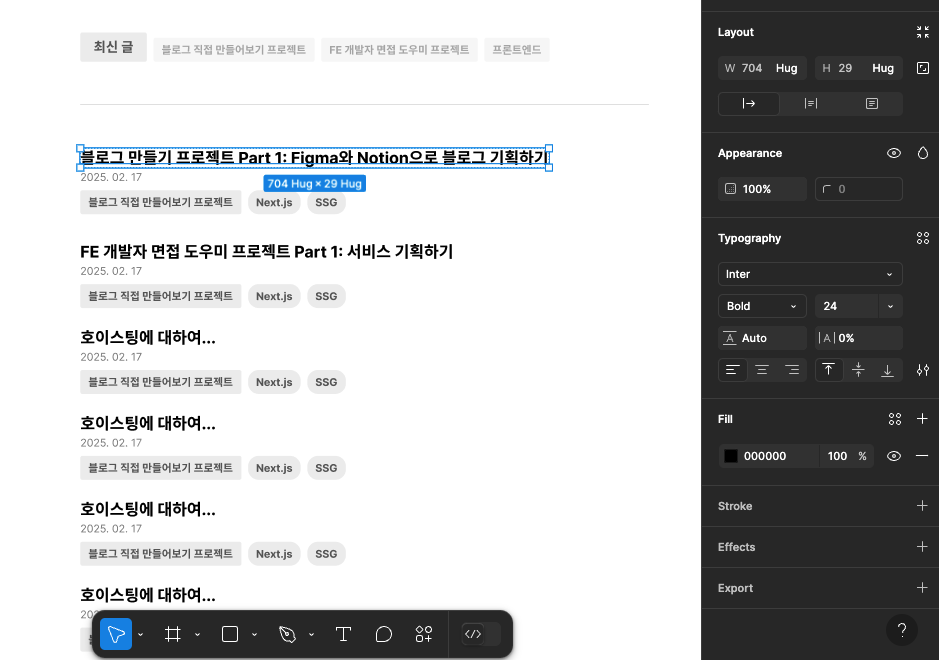 최신 글
블로그 직접 만들어보기 프로젝트
FE 개발자 면접 도우미 프로젝트
프론트엔드
블로그 만들기 프로젝트 Part 1: Figma와 Notion으로 블로그 기획하기
2025. 02. 17
704 Hug × 29 Hug
블로그 직접 만들어보기 프로젝트 Next.js SSG
FE 개발자 면접 도우미 프로젝트 Part 1: 서비스 기획하기
2025. 02. 17
블로그 직접 만들어보기 프로젝트 Next.js SSG
호이스팅에 대하여...
2025. 02. 17
블로그 직접 만들어보기 프로젝트 Next.js SSG
호이스팅에 대하여...
2025. 02. 17
블로그 직접 만들어보기 프로젝트 Next.js SSG
호이스팅에 대하여...
2025. 02. 17
블로그 직접 만들어보기 프로젝트 Next.js SSG
호이스팅에 대하여...
Layout
W 704 Hug H 29 Hug
Appearance
100% 0
Typography
Inter
Bold 24
Auto |A| 0%
Fill
000000 100 %
Stroke
Effects
Export
?